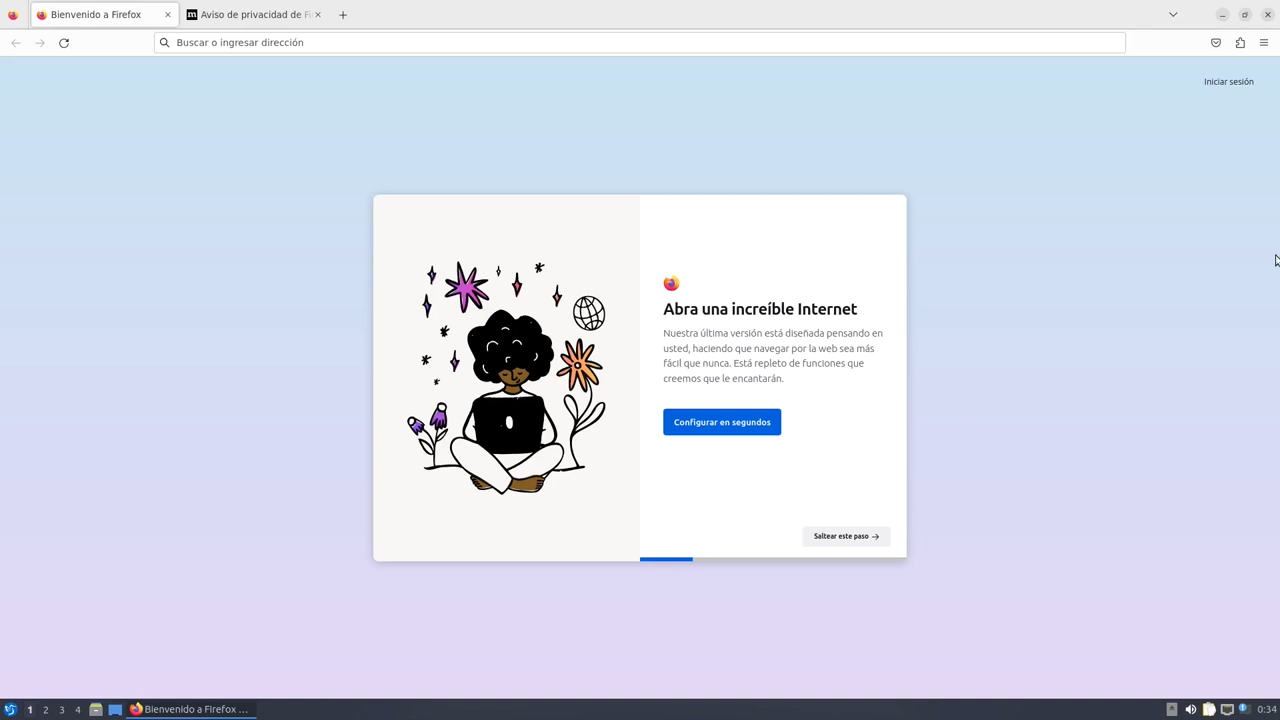 Bienvenido a Firefox
Aviso de privacidad de Fi
Buscar o ingresar dirección
Iniciar sesión
Abra una increíble Internet
Nuestra última versión está diseñada pensando en
usted, haciendo que navegar por la web sea más
fácil que nunca. Está repleto de funciones que
creemos que le encantarán.
Configurar en segundos
Saltear este paso
1 2 3 4 Bienvenido a Firefox ... 0:34